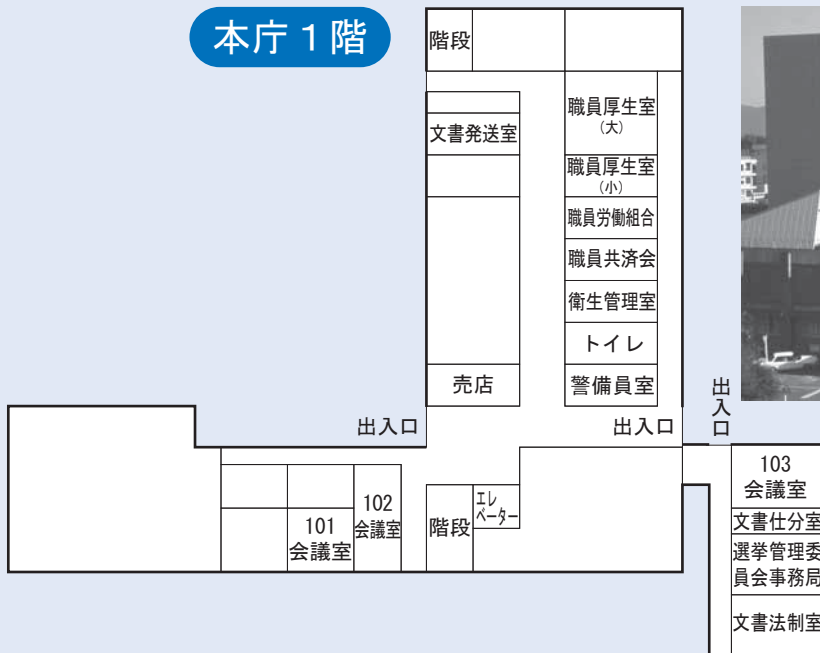 本庁１階
階段
文書発送室
職員厚生室
(大)
職員厚生室
(小)
職員労働組合
職員共済会
衛生管理室
トイレ
売店
警備員室
出入口
出入口
出入口
103
会議室
102
会議室
101
会議室
階段
エレ
ベーター
文書仕分室
選挙管理委
員会事務局
文書法制室